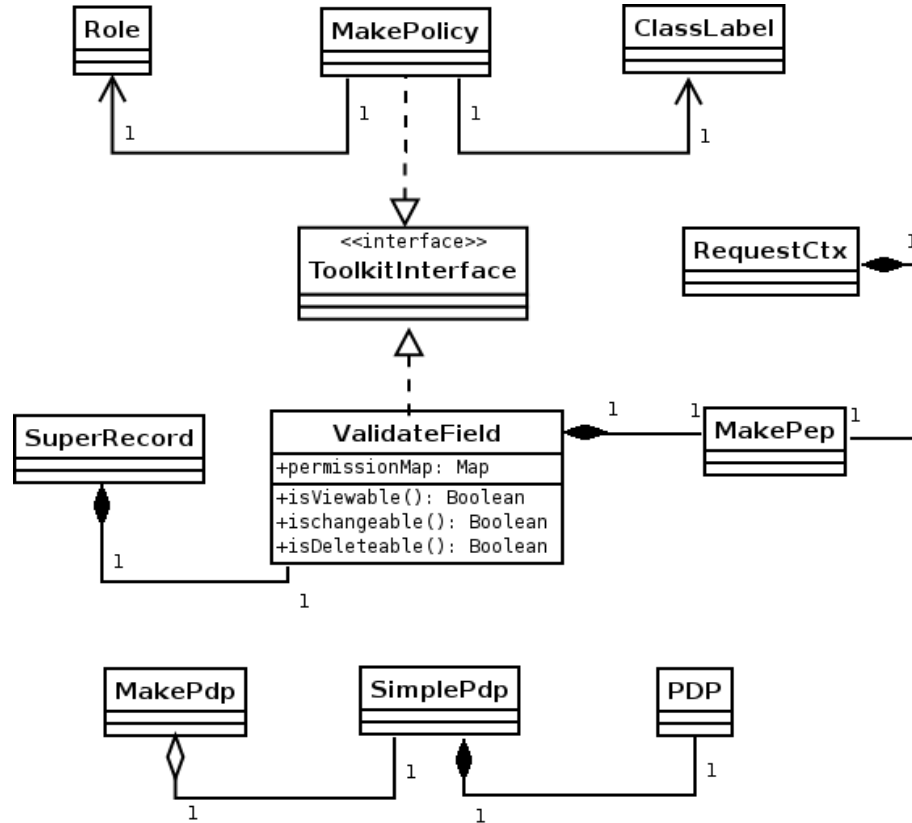 Role
MakePolicy
ClassLabel
1
1
1
1
<<interface>>
ToolkitInterface
RequestCtx
1
SuperRecord
ValidateField
+permissionMap: Map
+isViewable(): Boolean
+ischangeable(): Boolean
+isDeleteable(): Boolean
1
1
MakePep
1
1
1
MakePdp
SimplePdp
PDP
1
1
1
1